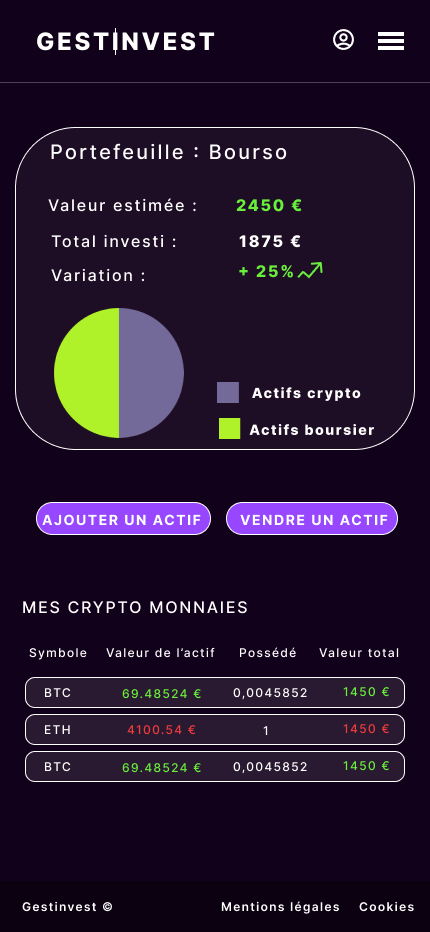 GESTINVEST
Portefeuille : Bourso
Valeur estimée : 2450 €
Total investi : 1875 €
Variation : + 25%
Actifs crypto
Actifs boursier
AJOUTER UN ACTIF VENDRE UN ACTIF
MES CRYPTO MONNAIES
Symbole Valeur de l’actif Possédé Valeur total
BTC 69.48524 € 0,0045852 1450 €
ETH 4100.54 € 1 1450 €
BTC 69.48524 € 0,0045852 1450 €
Gestinvest © Mentions légales Cookies